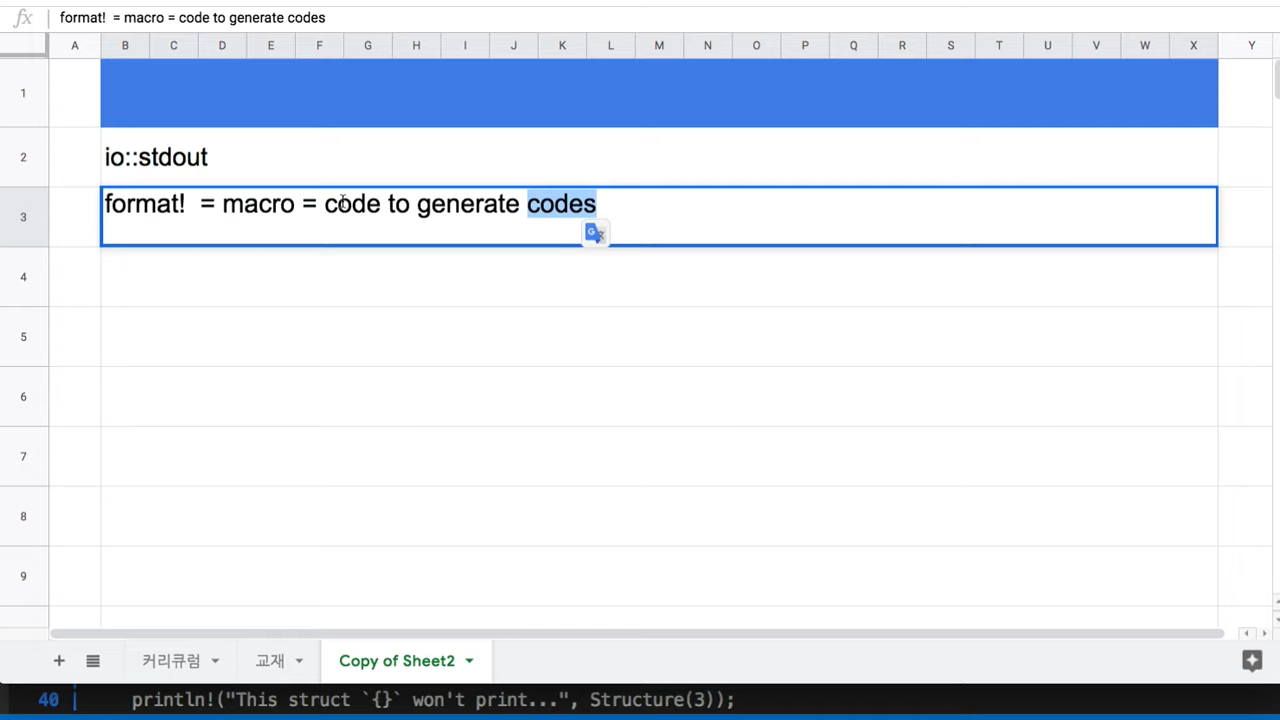 fx format!  = macro = code to generate codes
A B C D E F G H I J K L M N O P Q R S T U V W X Y
1
2 io::stdout
3 format!  = macro = code to generate codes
4
5
6
7
8
9
+ 커리큘럼 교재 Copy of Sheet2
40 println!("This struct `{}` won't print...", Structure(3));